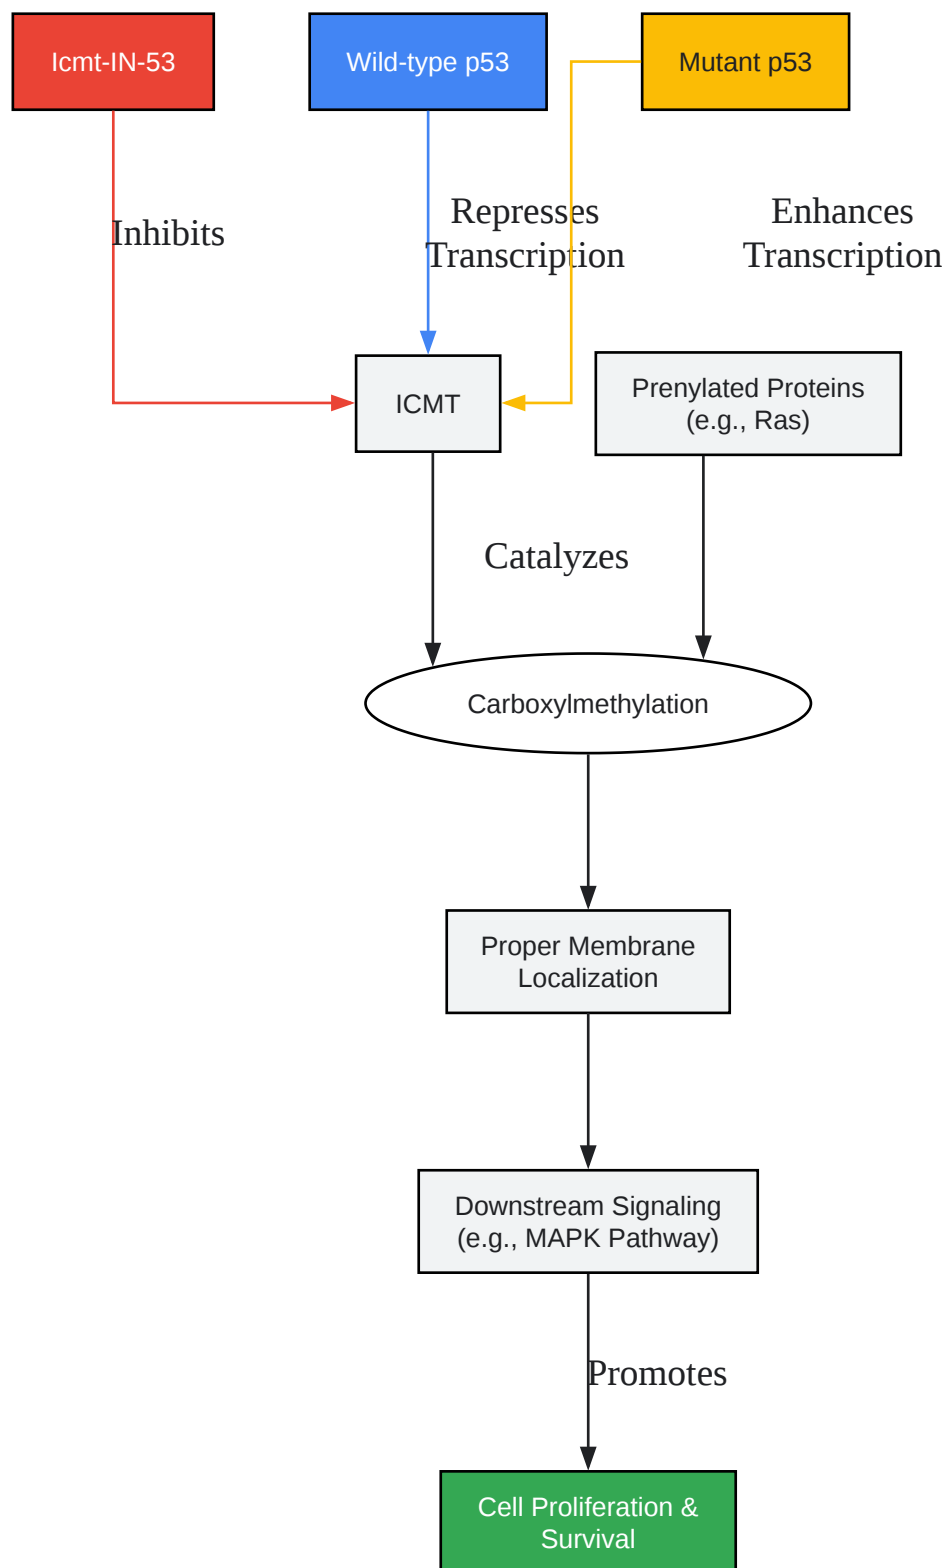 Icmt-IN-53
Wild-type p53
Mutant p53
Inhibits
Represses
Transcription
Enhances
Transcription
ICMT
Prenylated Proteins
(e.g., Ras)
Catalyzes
Carboxylmethylation
Proper Membrane
Localization
Downstream Signaling
(e.g., MAPK Pathway)
Promotes
Cell Proliferation &
Survival